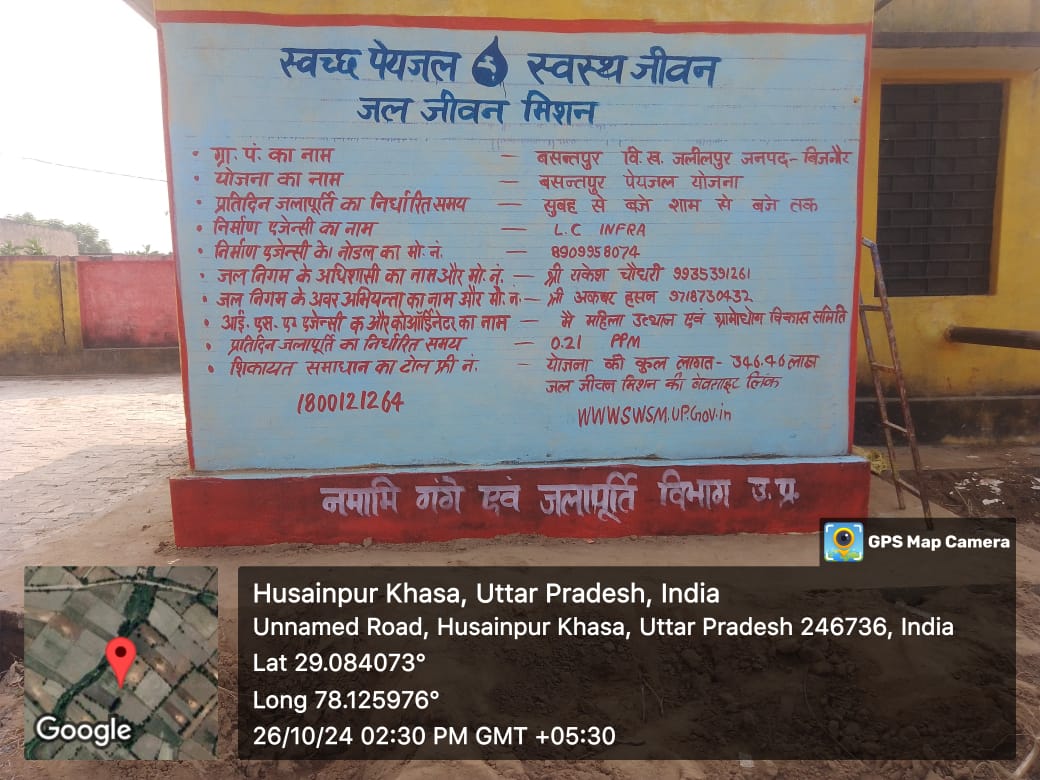 स्वच्छ पेयजल स्वस्थ जीवन
जल जीवन मिशन
• ग्रा. पं. का नाम — बसन्तपुर वि.ख. जलीलपुर जनपद- बिजनौर
• योजना का नाम — बसन्तपुर पेयजल योजना
• प्रतिदिन जलापूर्ति का निर्धारित समय — सुबह से बजे शाम से बजे तक
• निर्माण एजेन्सी का नाम — L.C INFRA
• निर्माण एजेन्सी के नोडल का मो. नं. — 8909958074
• जल निगम के अधिशासी का नाम और मो. नं. — श्री राकेश चौधरी 9935391261
• जल निगम के अवर अभियन्ता का नाम और मो. नं. — श्री अकबर हसन 9718730432
• आई. एस. ए एजेन्सी क और कोऑर्डिनेटर का नाम — मै महिला उत्थान एवं ग्रामोद्योग विकास समिति
• प्रतिदिन जलापूर्ति का निर्धारित समय — 0.21 PPM
• शिकायत समाधान का टोल फ्री नं. — योजना की कुल लागत- 346.46 लाख
जल जीवन मिशन की वेवसाइट लिंक
1800121264
WWWSWSM.UP.Gov.in
नमामि गंगे एवं जलापूर्ति विभाग उ.प्र.
GPS Map Camera
Husainpur Khasa, Uttar Pradesh, India
Unnamed Road, Husainpur Khasa, Uttar Pradesh 246736, India
Lat 29.084073°
Long 78.125976°
26/10/24 02:30 PM GMT +05:30
Google